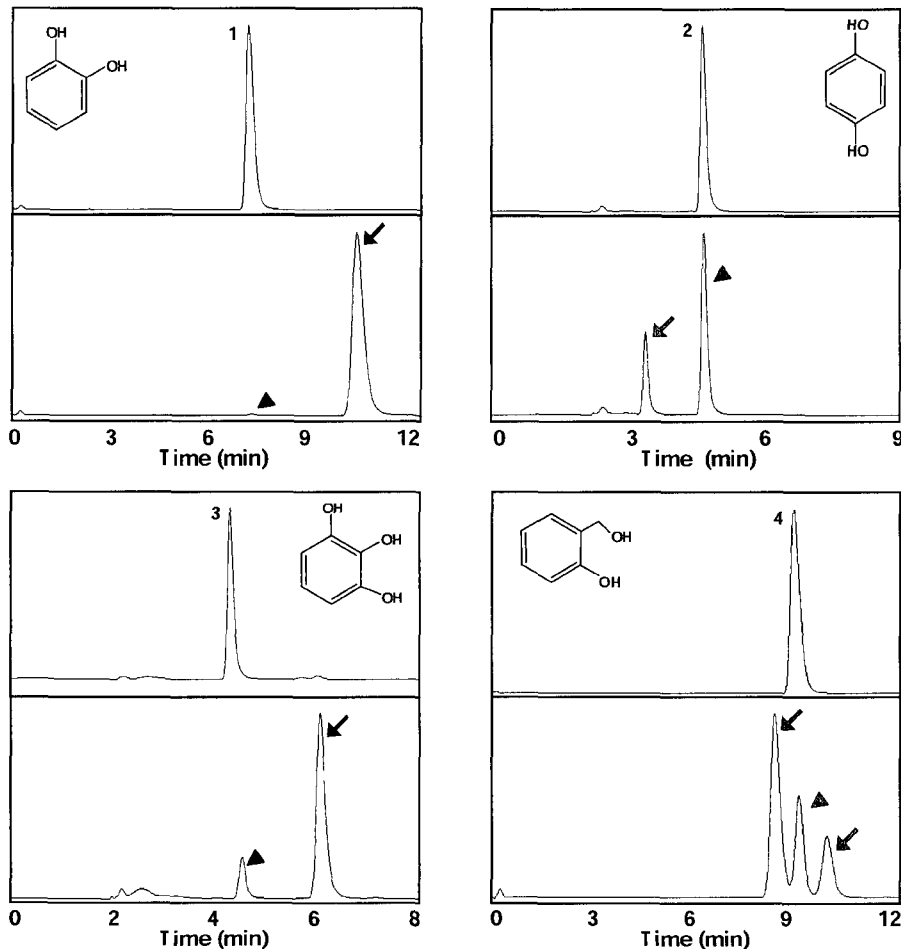 1
OH
OH
0 3 6 9 12
Time (min)
2
HO
HO
0 3 6 9
Time (min)
3
OH
OH
OH
0 2 4 6 8
Time (min)
4
OH
OH
0 3 6 9 12
Time (min)